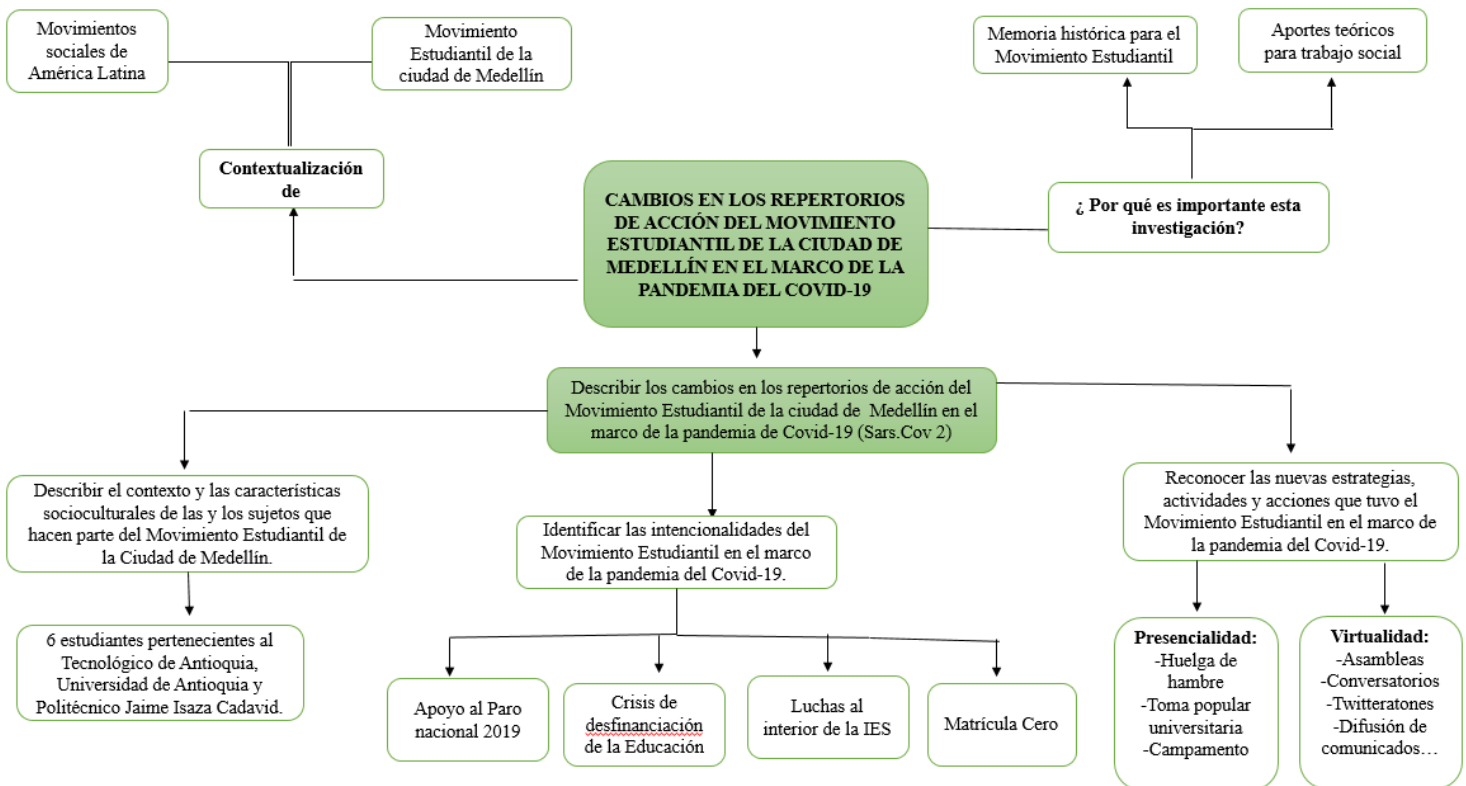 Movimientos
sociales de
América Latina
Movimiento
Estudiantil de la
ciudad de Medellín
Memoria histórica para el
Movimiento Estudiantil
Aportes teóricos
para trabajo social
Contextualización
de
CAMBIOS EN LOS REPERTORIOS
DE ACCIÓN DEL MOVIMIENTO
ESTUDIANTIL DE LA CIUDAD DE
MEDELLÍN EN EL MARCO DE LA
PANDEMIA DEL COVID-19
¿ Por qué es importante esta
investigación?
Describir los cambios en los repertorios de acción del
Movimiento Estudiantil de la ciudad de Medellín en el
marco de la pandemia de Covid-19 (Sars.Cov 2)
Describir el contexto y las características
socioculturales de las y los sujetos que
hacen parte del Movimiento Estudiantil de
la Ciudad de Medellín.
Identificar las intencionalidades del
Movimiento Estudiantil en el marco
de la pandemia del Covid-19.
Reconocer las nuevas estrategias,
actividades y acciones que tuvo el
Movimiento Estudiantil en el marco de
la pandemia del Covid-19.
6 estudiantes pertenecientes al
Tecnológico de Antioquia,
Universidad de Antioquia y
Politécnico Jaime Isaza Cadavid.
Apoyo al Paro
nacional 2019
Crisis de
desfinanciación
de la Educación
Luchas al
interior de la IES
Matrícula Cero
Presencialidad:
-Huelga de
hambre
-Toma popular
universitaria
-Campamento
Virtualidad:
-Asambleas
-Conversatorios
-Twitteratones
-Difusión de
comunicados…